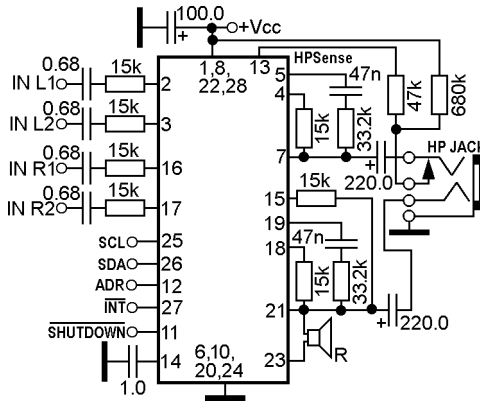 100.0
+
+Vcc
1,8,
22,28
13
HPSense
0.68
15k
IN L1
2
0.68
15k
IN L2
3
0.68
15k
IN R1
16
0.68
15k
IN R2
17
SCL
25
SDA
26
ADR
12
INT
27
SHUTDOWN
11
14
1.0
6,10,
20,24
5
47n
4
15k
33.2k
47k
680k
HP JACK
7
+
220.0
15
15k
19
47n
18
15k
33.2k
21
+
220.0
23
R